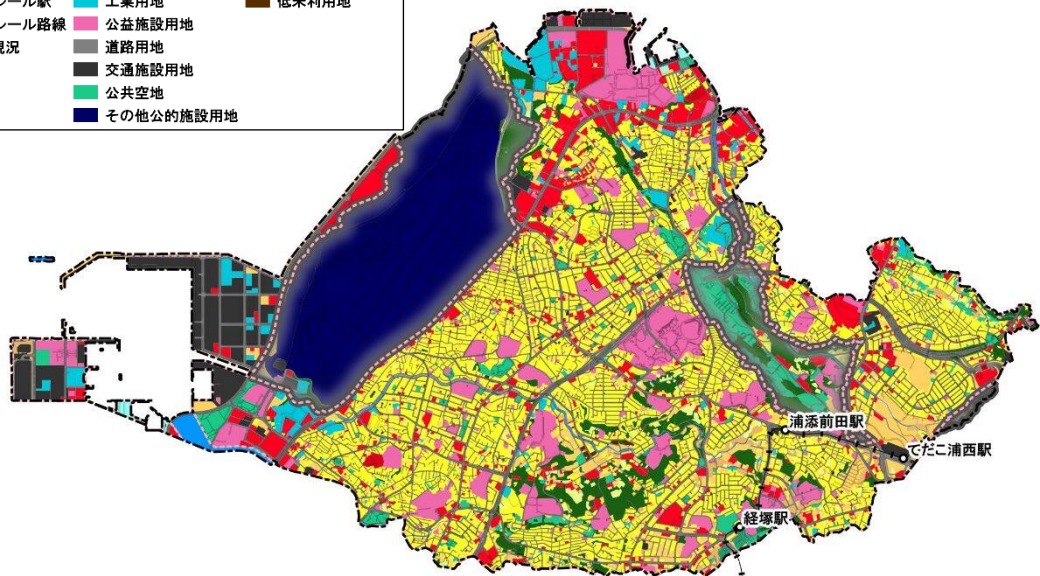 ール駅
工業用地
低未利用地
ール路線
公益施設用地
況
道路用地
交通施設用地
公共空地
その他公的施設用地
浦添前田駅
てだこ浦西駅
経塚駅